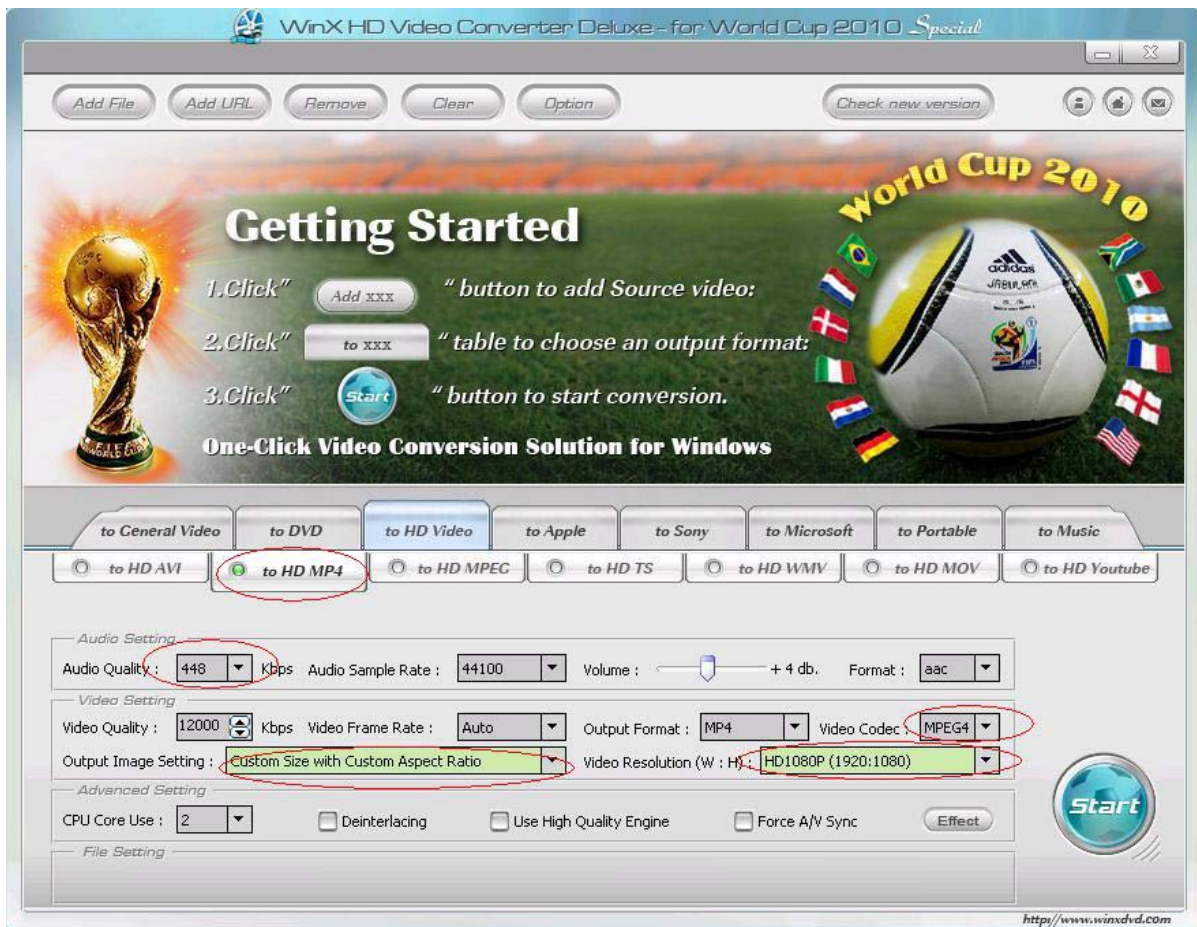 WinX HD Video Converter Deluxe - for World Cup 2010 Special
Add File Add URL Remove Clear Option Check new version
World Cup 2010
Getting Started
1.Click" Add xxx " button to add Source video:
2.Click" to xxx " table to choose an output format:
3.Click" Start " button to start conversion.
One-Click Video Conversion Solution for Windows
adidas
JABULANI
FIFA
WORLD CUP
to General Video to DVD to HD Video to Apple to Sony to Microsoft to Portable to Music
to HD AVI to HD MP4 to HD MPEG to HD TS to HD WMV to HD MOV to HD Youtube
Audio Setting
Audio Quality : 448 Kbps Audio Sample Rate : 44100 Volume : + 4 db. Format : aac
Video Setting
Video Quality : 12000 Kbps Video Frame Rate : Auto Output Format : MP4 Video Codec : MPEG4
Output Image Setting : Custom Size with Custom Aspect Ratio Video Resolution (W : H) : HD1080P (1920:1080)
Advanced Setting
CPU Core Use : 2 Deinterlacing Use High Quality Engine Force A/V Sync Effect
Start
File Setting
http://www.winxdvd.com